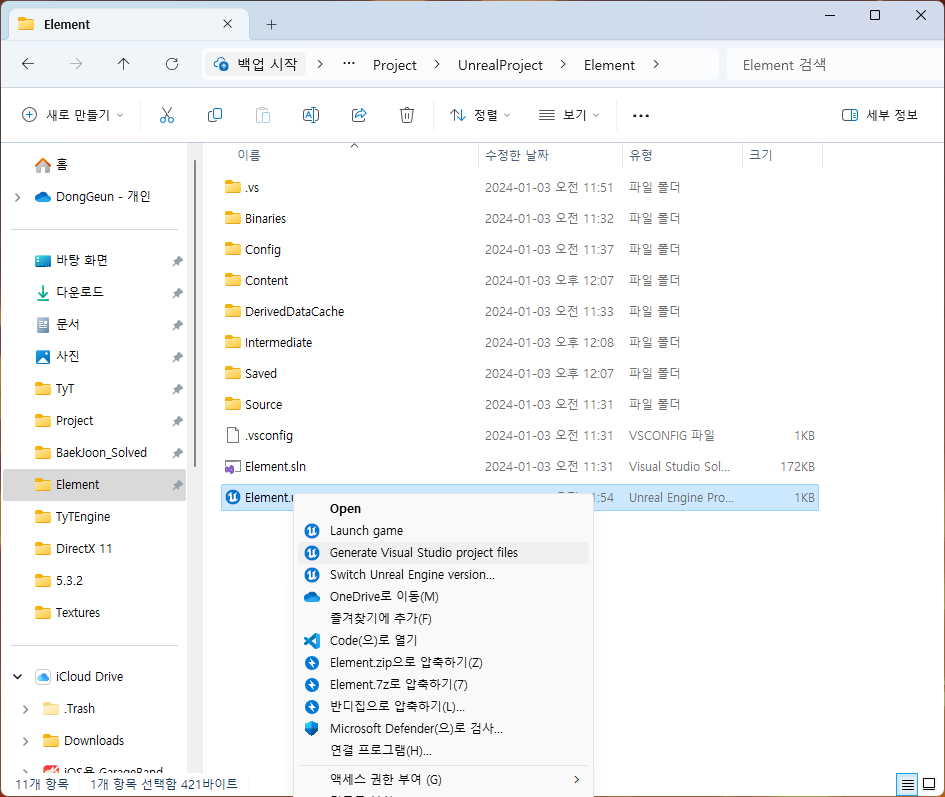 Element
백업 시작 > ··· Project > UnrealProject > Element >
Element 검색
새로 만들기
정렬
보기
세부 정보
홈
DongGeun - 개인
바탕 화면
다운로드
문서
사진
TyT
Project
BaekJoon_Solved
Element
TyTEngine
DirectX 11
5.3.2
Textures
iCloud Drive
.Trash
Downloads
iOS용 GarageBand
이름 수정한 날짜 유형 크기
.vs 2024-01-03 오전 11:51 파일 폴더
Binaries 2024-01-03 오전 11:32 파일 폴더
Config 2024-01-03 오전 11:37 파일 폴더
Content 2024-01-03 오후 12:07 파일 폴더
DerivedDataCache 2024-01-03 오전 11:33 파일 폴더
Intermediate 2024-01-03 오후 12:08 파일 폴더
Saved 2024-01-03 오후 12:07 파일 폴더
Source 2024-01-03 오전 11:31 파일 폴더
.vsconfig 2024-01-03 오전 11:31 VSCONFIG 파일 1KB
Element.sln 2024-01-03 오전 11:31 Visual Studio Sol... 172KB
Element.u :54 Unreal Engine Pro... 1KB
Open
Launch game
Generate Visual Studio project files
Switch Unreal Engine version...
OneDrive로 이동(M)
즐겨찾기에 추가(F)
Code(으)로 열기
Element.zip으로 압축하기(Z)
Element.7z로 압축하기(7)
반디집으로 압축하기(L)...
Microsoft Defender(으)로 검사...
연결 프로그램(H)...
액세스 권한 부여 (G)
11개 항목 1개 항목 선택함 421바이트